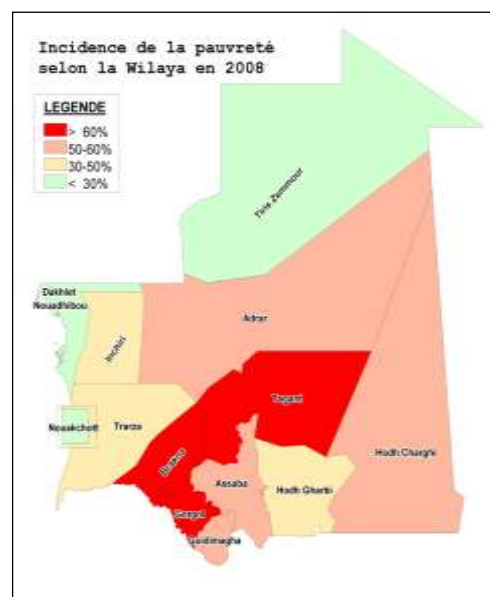 Incidence de la pauvreté
selon la Wilaya en 2008
LEGENDE
> 60%
50-60%
30-50%
< 30%
Tiris Zemmour
Dakhlet
Nouadhibou
Inchiri
Adrar
Tagant
Nouakchott
Trarza
Brakna
Hodh Charghi
Assaba
Hodh Gharbi
Gorgol
Guidimagha